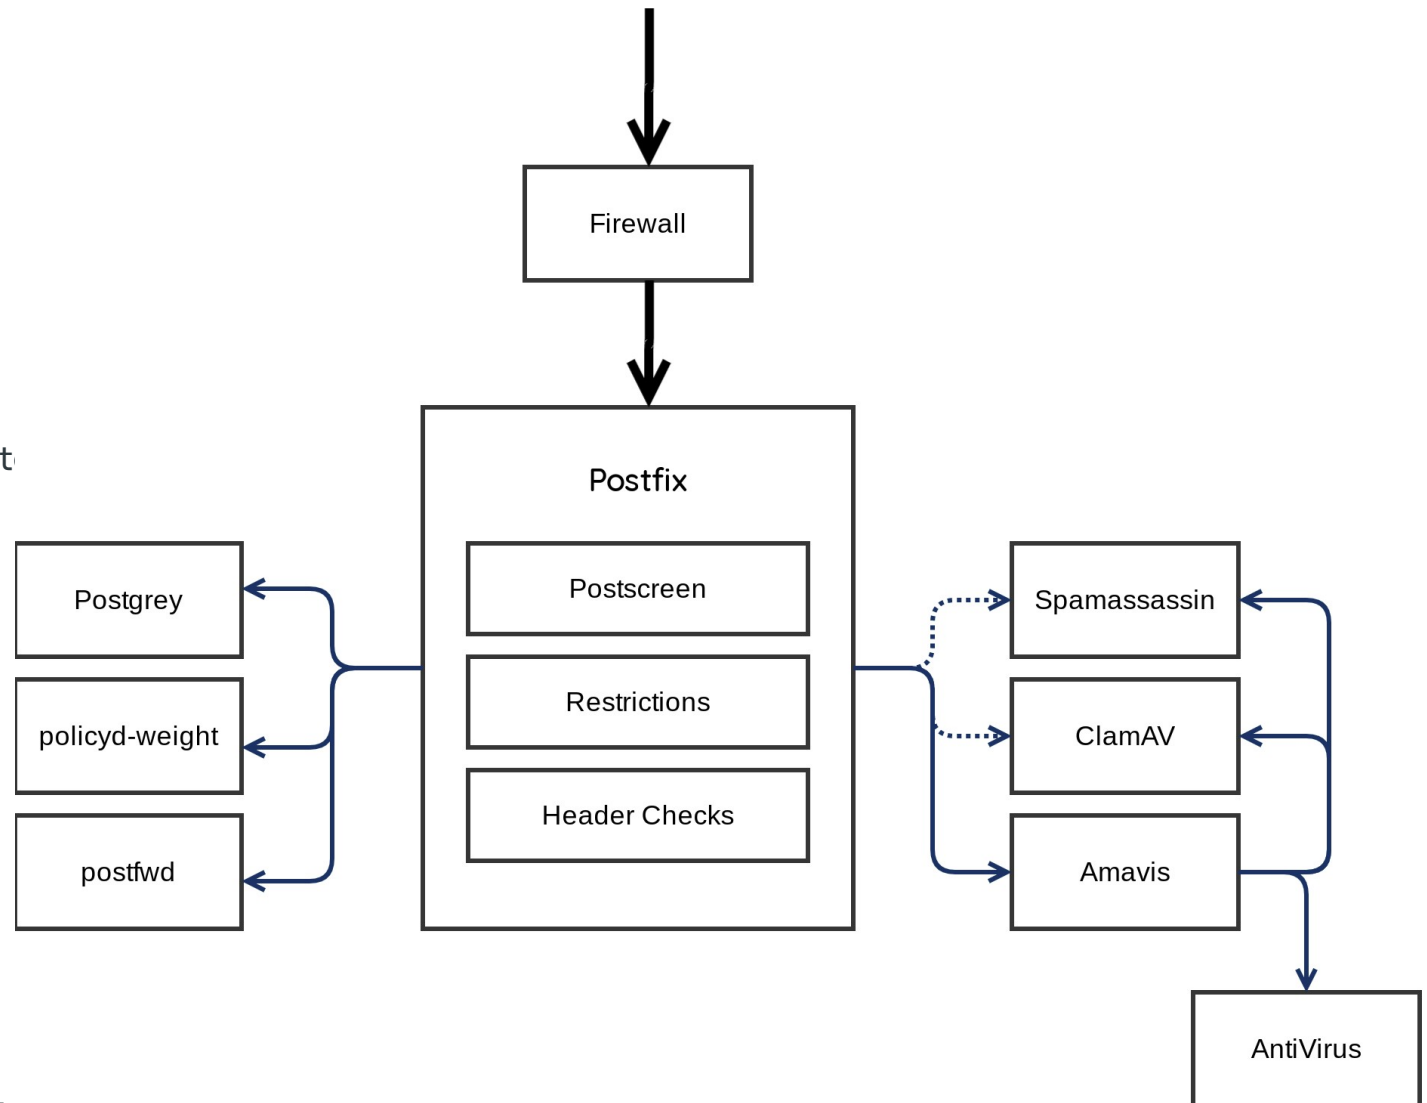 Firewall
Postfix
Postscreen
Restrictions
Header Checks
Postgrey
policyd-weight
postfwd
Spamassassin
ClamAV
Amavis
AntiVirus